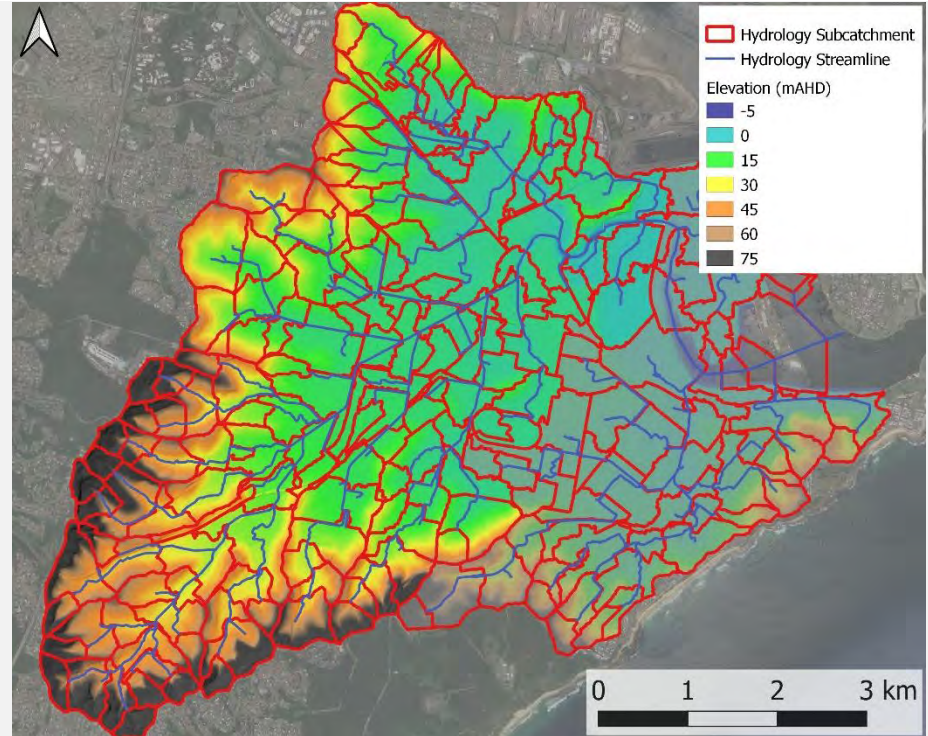 Hydrology Subcatchment
Hydrology Streamline
Elevation (mAHD)
-5
0
15
30
45
60
75
0 1 2 3 km